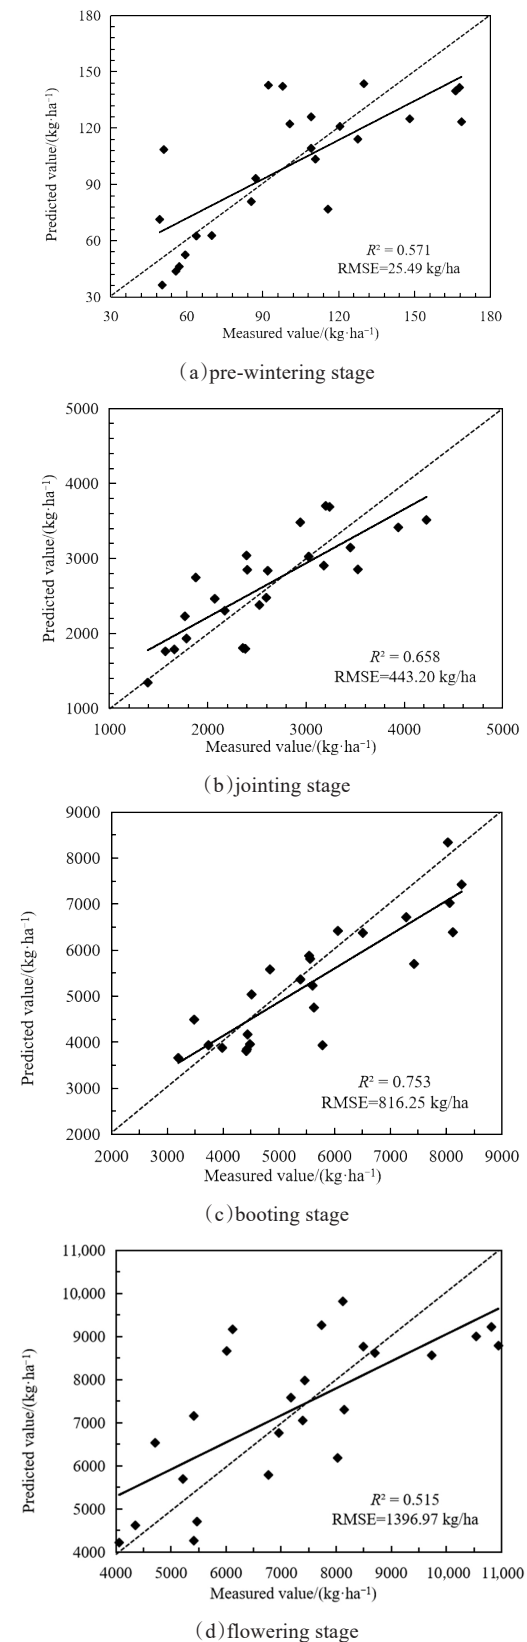 180
150
120
90
60
30
Predicted value/(kg·ha⁻¹)
R² = 0.571
RMSE=25.49 kg/ha
30 60 90 120 150 180
Measured value/(kg·ha⁻¹)
(a)pre-wintering stage
5000
4000
3000
2000
1000
Predicted value/(kg·ha⁻¹)
R² = 0.658
RMSE=443.20 kg/ha
1000 2000 3000 4000 5000
Measured value/(kg·ha⁻¹)
(b)jointing stage
9000
8000
7000
6000
5000
4000
3000
2000
Predicted value/(kg·ha⁻¹)
R² = 0.753
RMSE=816.25 kg/ha
2000 3000 4000 5000 6000 7000 8000 9000
Measured value/(kg·ha⁻¹)
(c)booting stage
11,000
10,000
9000
8000
7000
6000
5000
4000
Predicted value/(kg·ha⁻¹)
R² = 0.515
RMSE=1396.97 kg/ha
4000 5000 6000 7000 8000 9000 10,000 11,000
Measured value/(kg·ha⁻¹)
(d)flowering stage